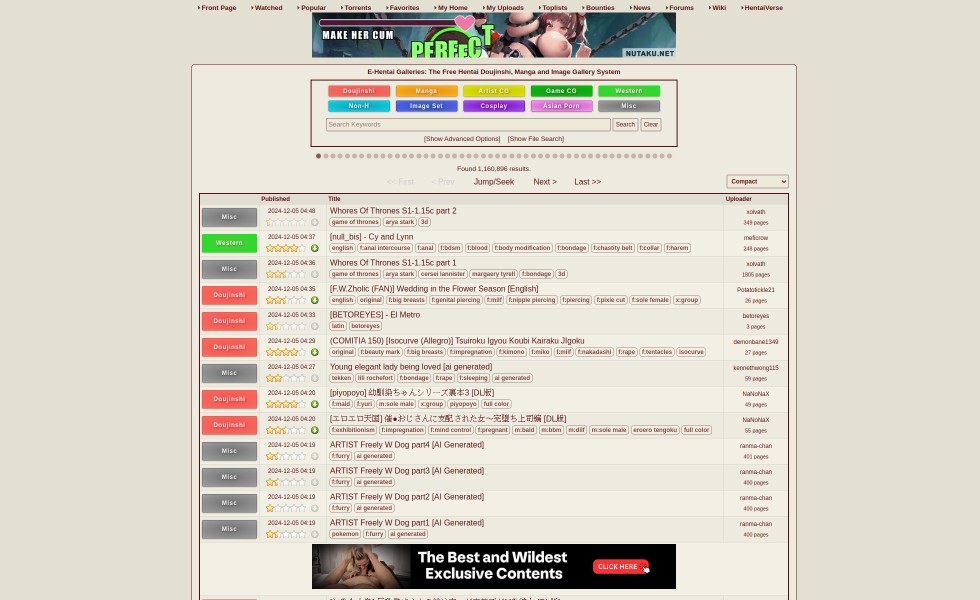 Front Page Watched Popular Torrents Favorites My Home My Uploads Toplists Bounties News Forums Wiki HentaiVerse
MAKE HER CUM
PERFECT
NUTAKU.NET
E-Hentai Galleries: The Free Hentai Doujinshi, Manga and Image Gallery System
Doujinshi Manga Artist CG Game CG Western
Non-H Image Set Cosplay Asian Porn Misc
Search Keywords Search Clear
[Show Advanced Options] [Show File Search]
Found 1,160,896 results.
<< First < Prev Jump/Seek Next > Last >> Compact
Published Title Uploader
Misc 2024-12-05 04:48 Whores Of Thrones S1-1.15c part 2 xolvath
game of thrones arya stark 3d 349 pages
Western 2024-12-05 04:37 [null_bis] - Cy and Lynn meficrow
english f:anal intercourse f:anal f:bdsm f:blood f:body modification f:bondage f:chastity belt f:collar f:harem 248 pages
Misc 2024-12-05 04:36 Whores Of Thrones S1-1.15c part 1 xolvath
game of thrones arya stark cersei lannister margaery tyrell f:bondage 3d 1805 pages
Doujinshi 2024-12-05 04:35 [F.W.Zholic (FAN)] Wedding in the Flower Season [English] Potatotickle21
english original f:big breasts f:genital piercing f:milf f:nipple piercing f:piercing f:pixie cut f:sole female x:group 26 pages
Doujinshi 2024-12-05 04:33 [BETOREYES] - El Metro betoreyes
latin betoreyes 3 pages
Doujinshi 2024-12-05 04:29 (COMITIA 150) [Isocurve (Allegro)] Tsuiroku Igyou Koubi Kairaku JIgoku demonbane1349
original f:beauty mark f:big breasts f:impregnation f:kimono f:miko f:milf f:nakadashi f:rape f:tentacles isocurve 27 pages
Misc 2024-12-05 04:27 Young elegant lady being loved [ai generated] kennethwong115
tekken lili rochefort f:bondage f:rape f:sleeping ai generated 59 pages
Doujinshi 2024-12-05 04:20 [piyopoyo] 幼馴染ちゃんシリーズ裏本3 [DL版] NaNoNaX
f:maid f:yuri m:sole male x:group piyopoyo full color 49 pages
Doujinshi 2024-12-05 04:20 [エロエロ天国] 催●おじさんに支配された女～完堕ち上司編 [DL版] NaNoNaX
f:exhibitionism f:impregnation f:mind control f:pregnant m:bald m:bbm m:dilf m:sole male eroero tengoku full color 55 pages
Misc 2024-12-05 04:19 ARTIST Freely W Dog part4 [AI Generated] ranma-chan
f:furry ai generated 401 pages
Misc 2024-12-05 04:19 ARTIST Freely W Dog part3 [AI Generated] ranma-chan
f:furry ai generated 400 pages
Misc 2024-12-05 04:19 ARTIST Freely W Dog part2 [AI Generated] ranma-chan
f:furry ai generated 400 pages
Misc 2024-12-05 04:19 ARTIST Freely W Dog part1 [AI Generated] ranma-chan
pokemon f:furry ai generated 400 pages
The Best and Wildest
Exclusive Contents
CLICK HERE